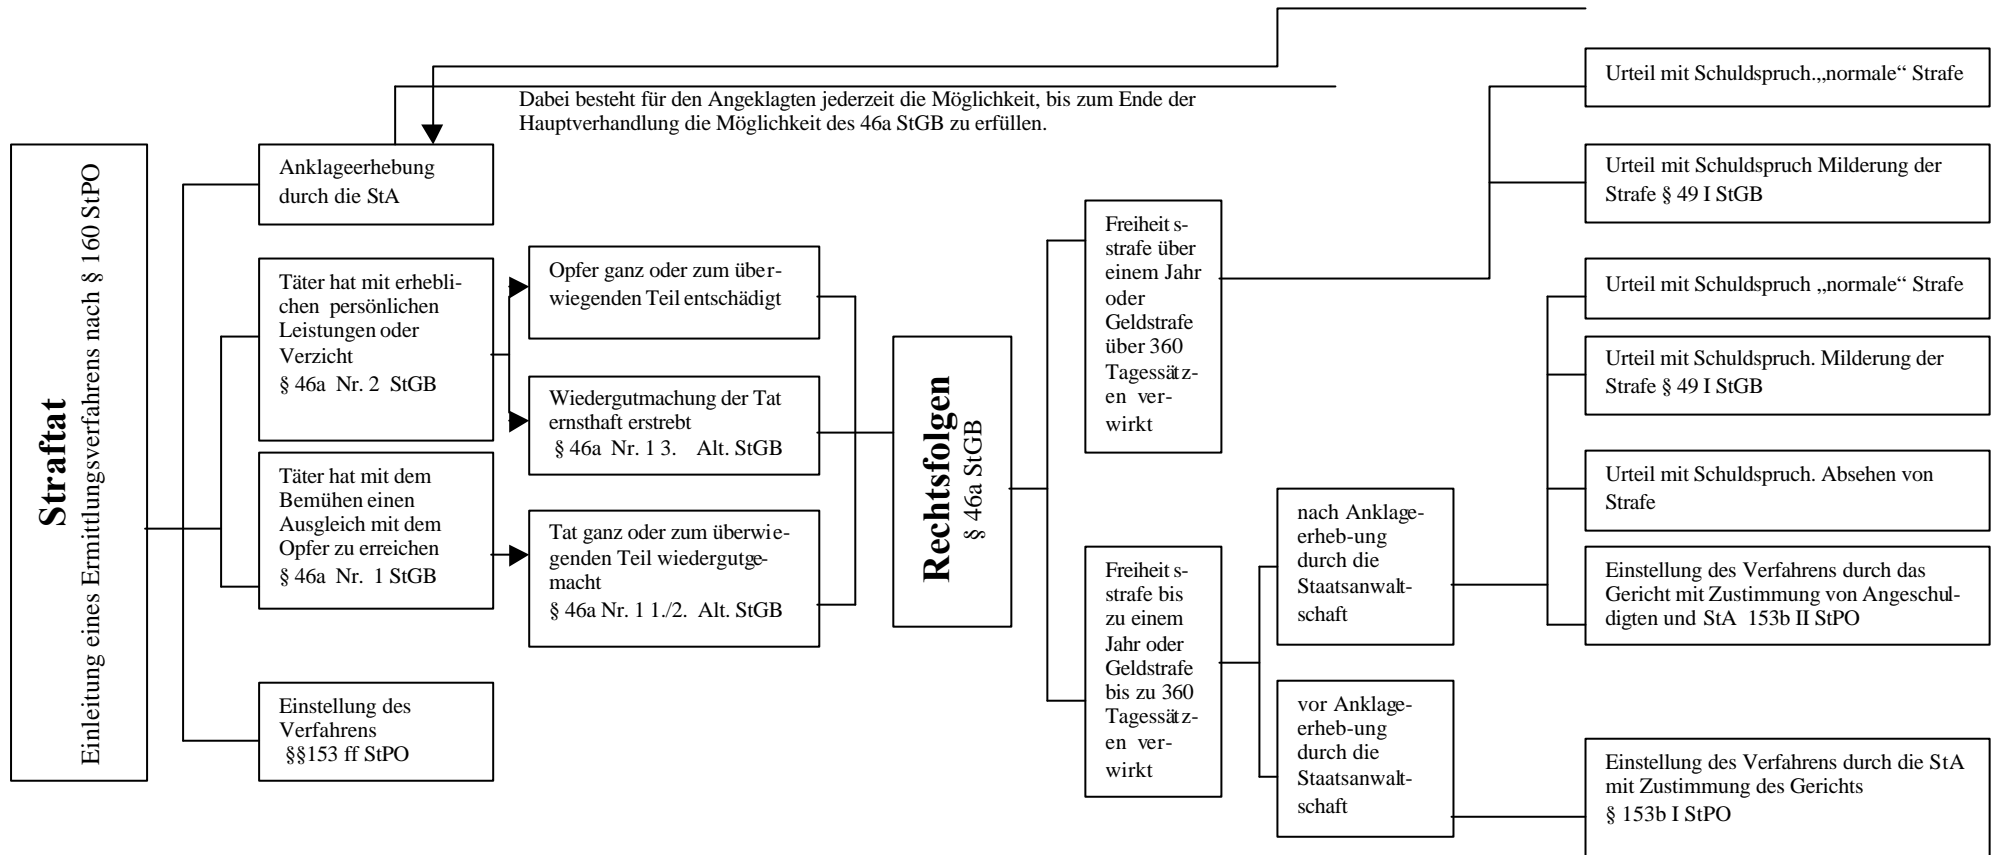 Straftat
Einleitung eines Ermittlungsverfahrens nach § 160 StPO
Dabei besteht für den Angeklagten jederzeit die Möglichkeit, bis zum Ende der
Hauptverhandlung die Möglichkeit des 46a StGB zu erfüllen.
Anklageerhebung
durch die StA
Täter hat mit erhebli-
chen persönlichen
Leistungen oder
Verzicht
§ 46a Nr. 2 StGB
Täter hat mit dem
Bemühen einen
Ausgleich mit dem
Opfer zu erreichen
§ 46a Nr. 1 StGB
Einstellung des
Verfahrens
§§153 ff StPO
Opfer ganz oder zum über-
wiegenden Teil entschädigt
Wiedergutmachung der Tat
ernsthaft erstrebt
§ 46a Nr. 1 3. Alt. StGB
Tat ganz oder zum überwie-
genden Teil wiedergutge-
macht
§ 46a Nr. 1 1./2. Alt. StGB
Rechtsfolgen
§ 46a StGB
Freiheit s-
strafe über
einem Jahr
oder
Geldstrafe
über 360
Tagessätz-
en ver-
wirkt
Freiheit s-
strafe bis
zu einem
Jahr oder
Geldstrafe
bis zu 360
Tagessätz-
en ver-
wirkt
nach Anklage-
erheb-ung
durch die
Staatsanwalt-
schaft
vor Anklage-
erheb-ung
durch die
Staatsanwalt-
schaft
Urteil mit Schuldspruch.„normale“ Strafe
Urteil mit Schuldspruch Milderung der
Strafe § 49 I StGB
Urteil mit Schuldspruch „normale“ Strafe
Urteil mit Schuldspruch. Milderung der
Strafe § 49 I StGB
Urteil mit Schuldspruch. Absehen von
Strafe
Einstellung des Verfahrens durch das
Gericht mit Zustimmung von Angeschul-
digten und StA 153b II StPO
Einstellung des Verfahrens durch die StA
mit Zustimmung des Gerichts
§ 153b I StPO